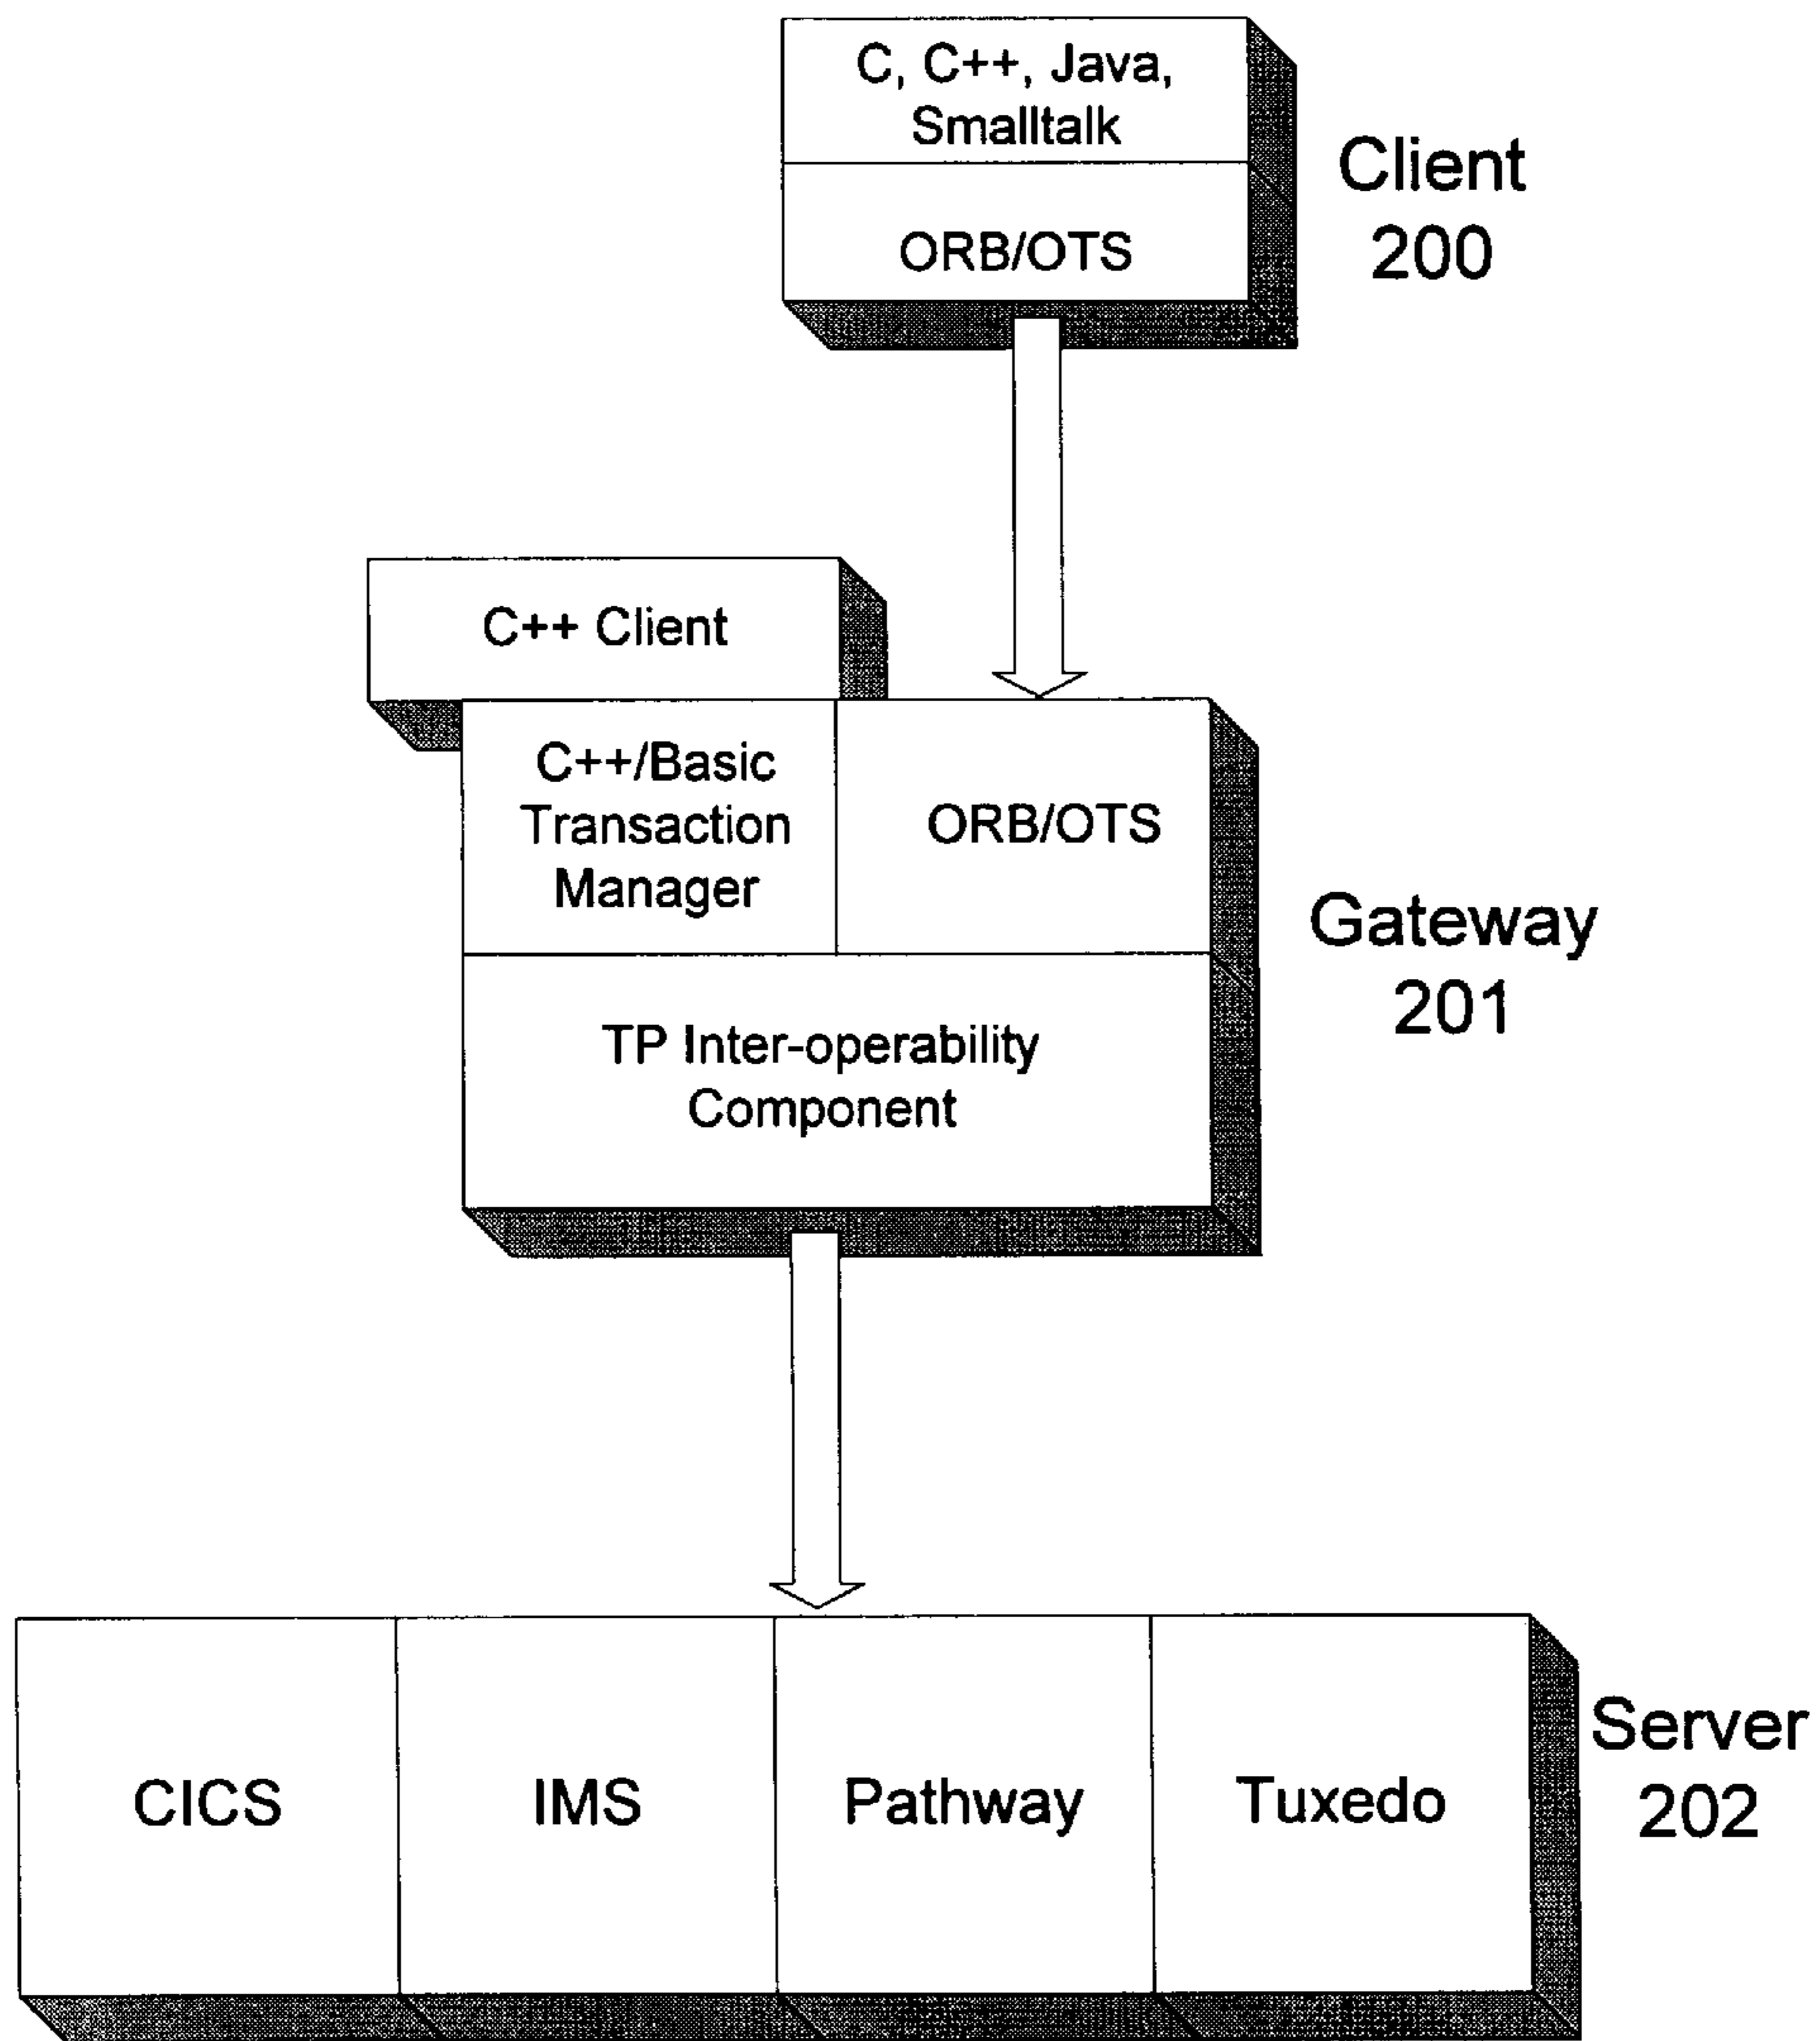 C, C++, Java,
Smalltalk
ORB/OTS
Client
200
C++ Client
C++/Basic
Transaction
Manager
ORB/OTS
TP Inter-operability
Component
Gateway
201
CICS
IMS
Pathway
Tuxedo
Server
202